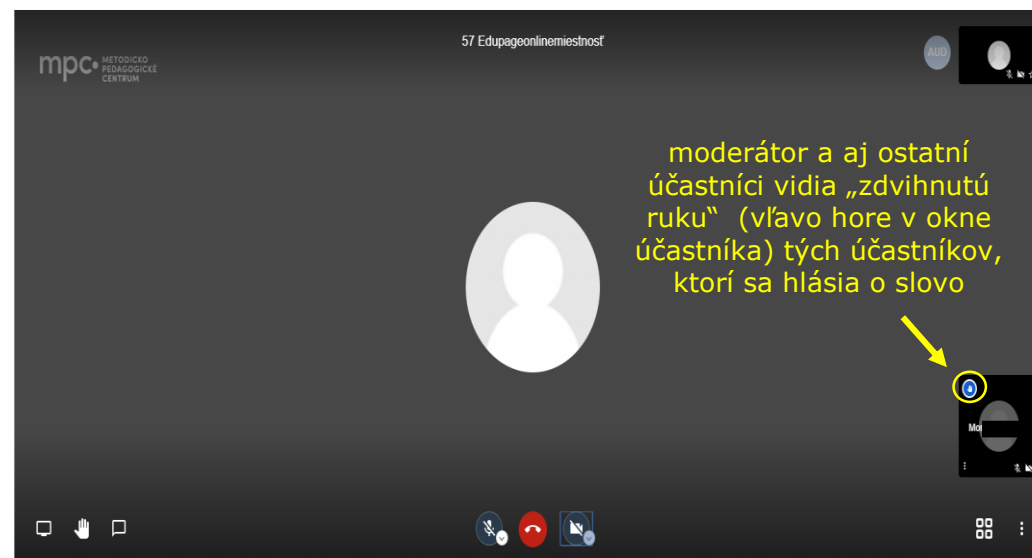 57 Edupageonlinemiestnosť
mpc
METODICKO
PEDAGOGICKÉ
CENTRUM
AUD
moderátor a aj ostatní
účastníci vidia „zdvihnutú
ruku“ (vľavo hore v okne
účastníka) tých účastníkov,
ktorí sa hlásia o slovo